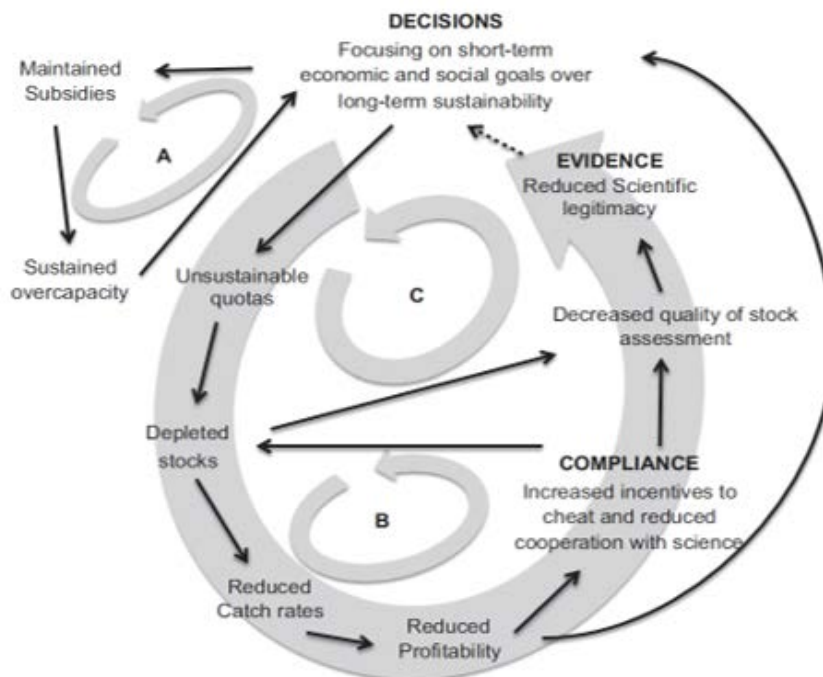 DECISIONS
Focusing on short-term
economic and social goals over
long-term sustainability
Maintained
Subsidies
A
EVIDENCE
Reduced Scientific
legitimacy
Sustained
overcapacity
Unsustainable
quotas
C
Decreased quality of stock
assessment
Depleted
stocks
COMPLIANCE
Increased incentives to
cheat and reduced
cooperation with science
B
Reduced
Catch rates
Reduced
Profitability